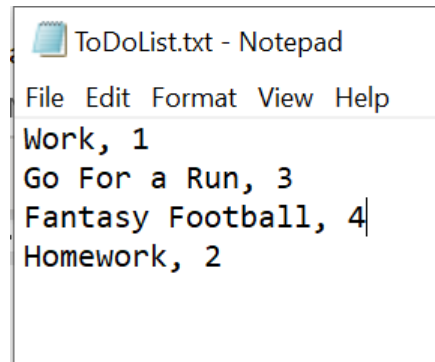 ToDoList.txt - Notepad
File Edit Format View Help
Work, 1
Go For a Run, 3
Fantasy Football, 4
Homework, 2